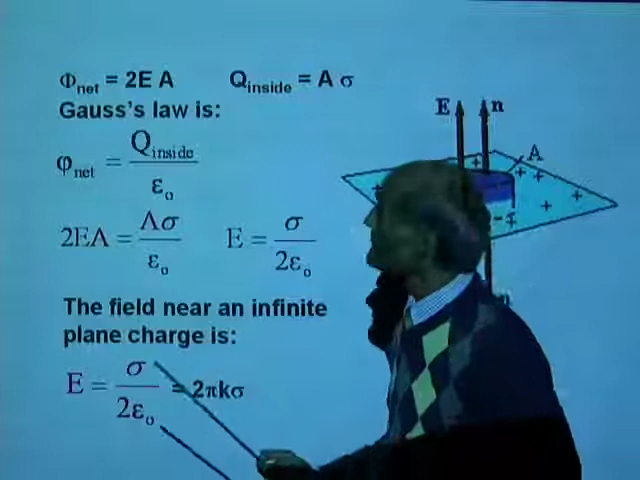 Φnet = 2E A Qinside = A σ
Gauss's law is:
φnet = Qinside / εo
2EA = Aσ / εo E = σ / 2εo
The field near an infinite
plane charge is:
E = σ / 2εo = 2πkσ
E n
A
+ + +
+ +
+